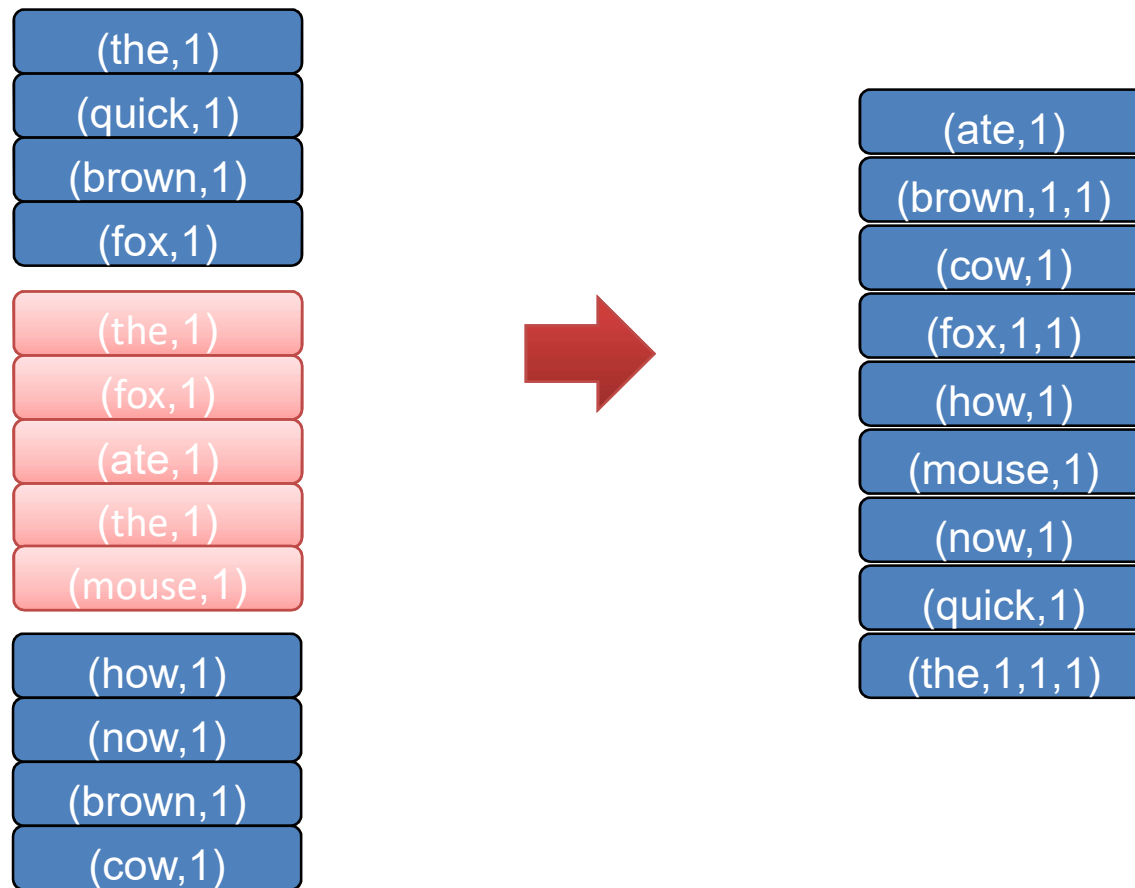 (the,1)
(quick,1)
(brown,1)
(fox,1)
(the,1)
(fox,1)
(ate,1)
(the,1)
(mouse,1)
(how,1)
(now,1)
(brown,1)
(cow,1)
(ate,1)
(brown,1,1)
(cow,1)
(fox,1,1)
(how,1)
(mouse,1)
(now,1)
(quick,1)
(the,1,1,1)